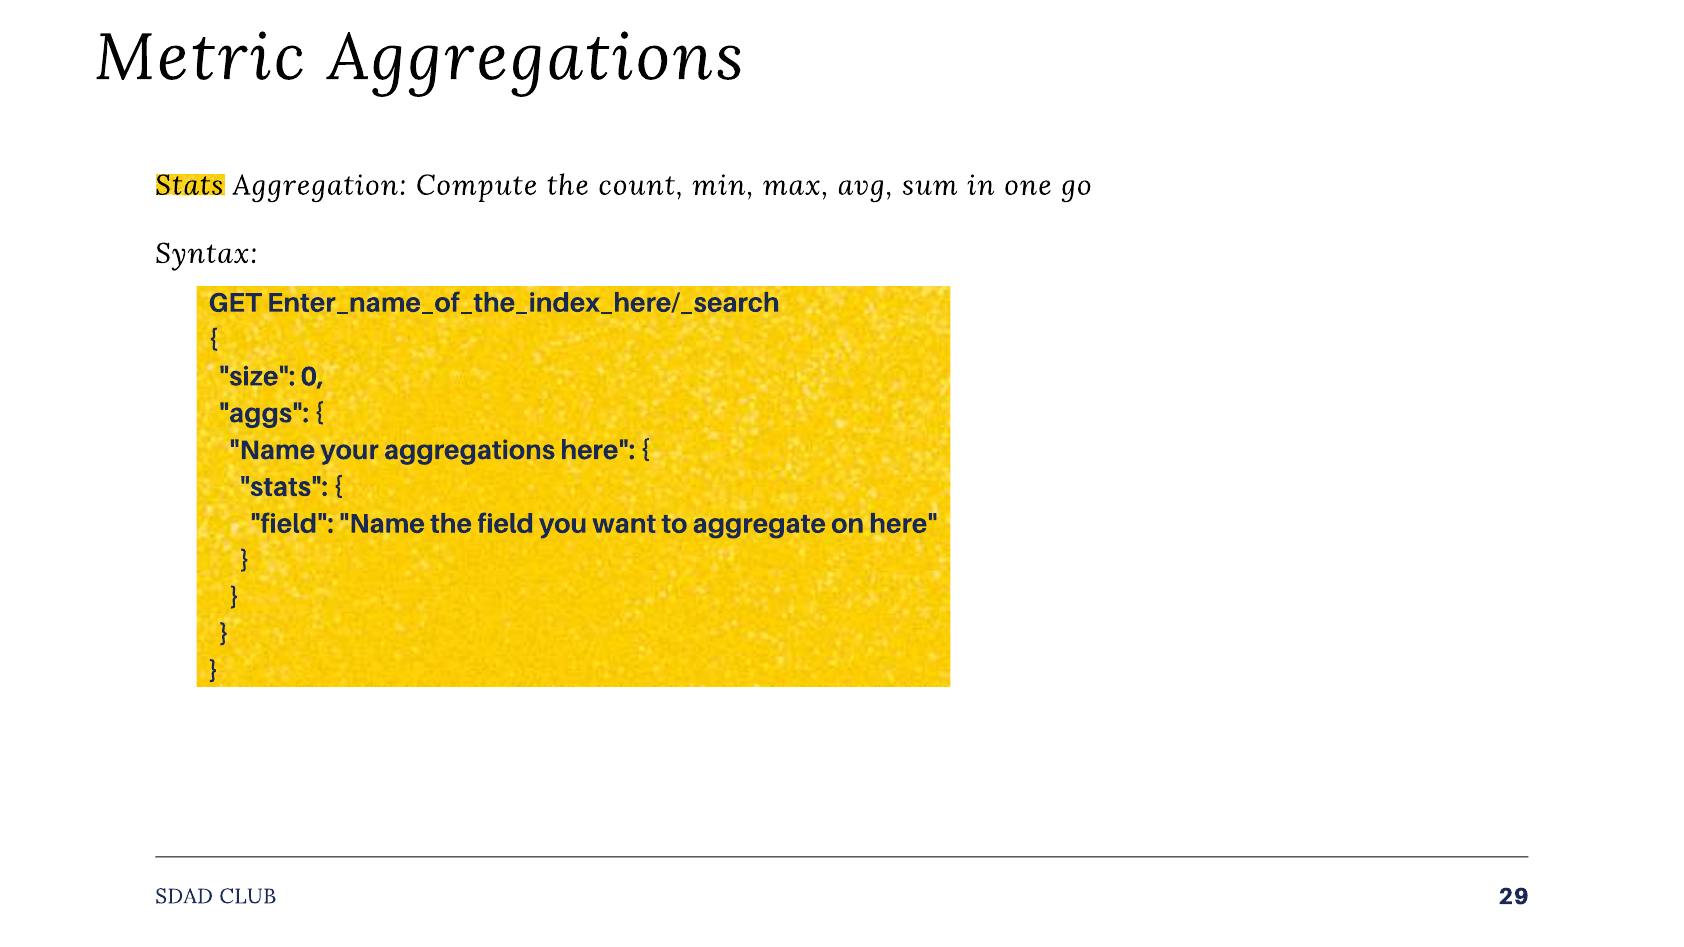 Metric Aggregations
Stats Aggregation: Compute the count, min, max, avg, sum in one go
Syntax:
GET Enter_name_of_the_index_here/_search
{
"size": 0,
"aggs": {
"Name your aggregations here": {
"stats": {
"field": "Name the field you want to aggregate on here"
}
}
}
}
SDAD CLUB
29